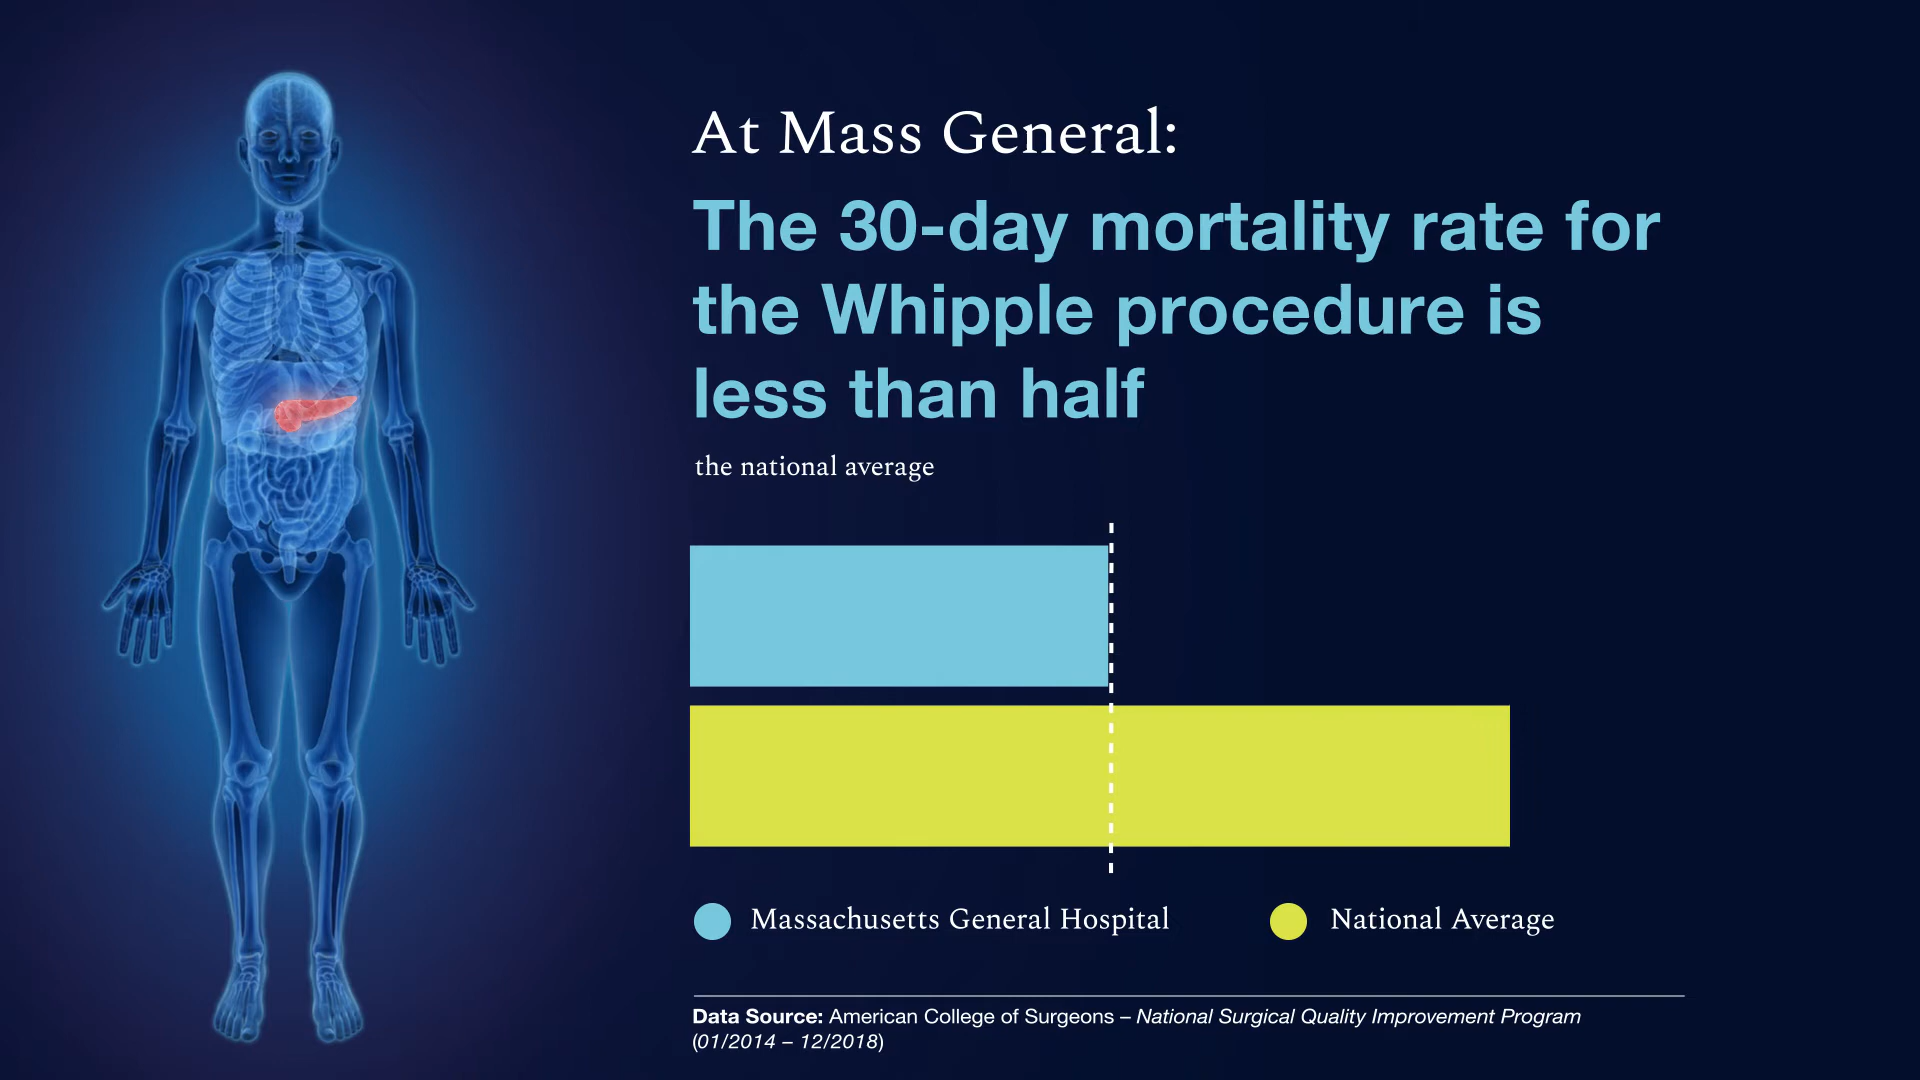 At Mass General:
The 30-day mortality rate for
the Whipple procedure is
less than half
the national average
Massachusetts General Hospital
National Average
Data Source: American College of Surgeons – National Surgical Quality Improvement Program
(01/2014 – 12/2018)